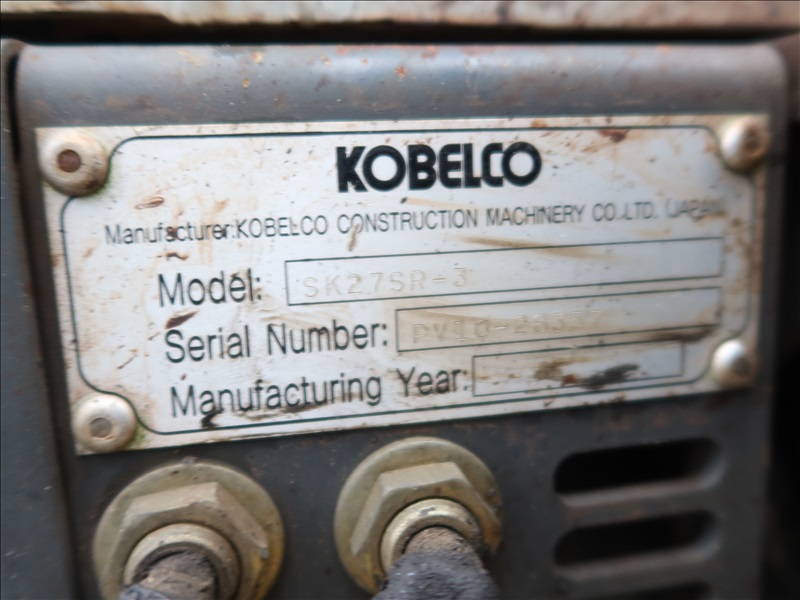 KOBELCO
Manufacturer:KOBELCO CONSTRUCTION MACHINERY CO.,LTD. (JAPAN)
Model: SK27SR-3
Serial Number:
Manufacturing Year: